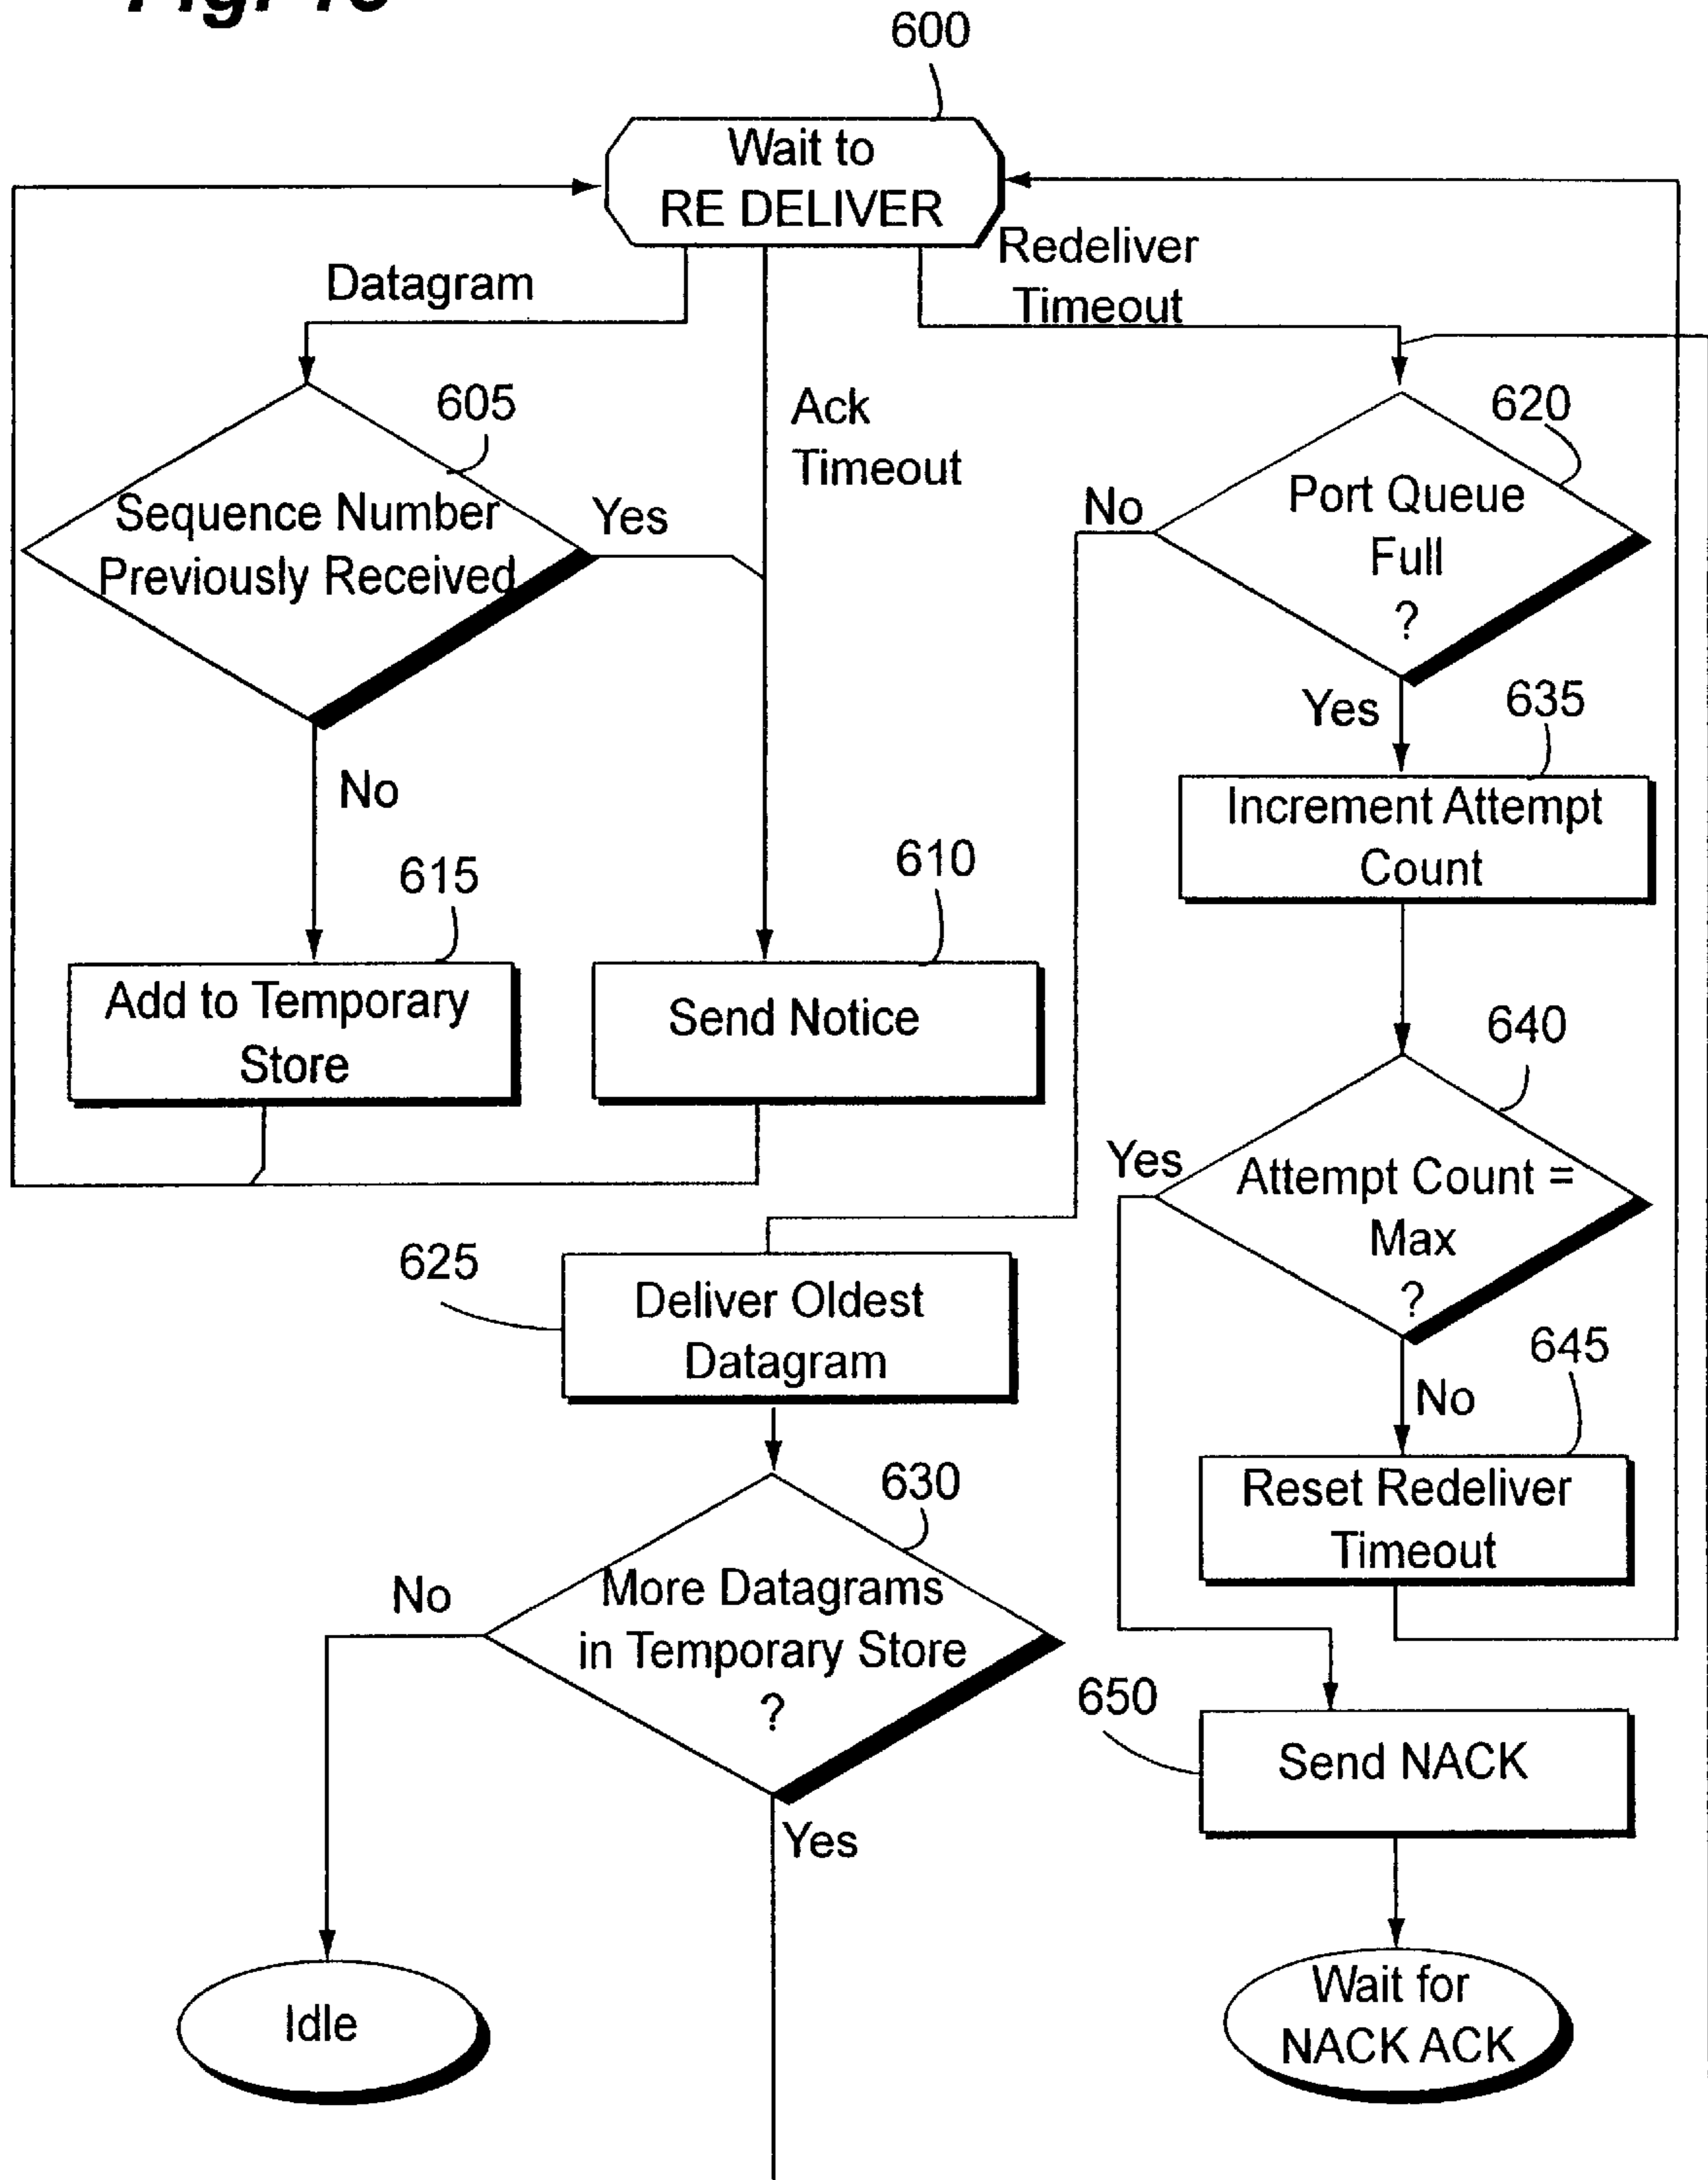 600
Wait to
RE DELIVER
Datagram
Ack
Timeout
Redeliver
Timeout
605
Sequence Number
Previously Received
Yes
No
620
Port Queue
Full
?
No
Yes
635
Increment Attempt
Count
615
Add to Temporary
Store
610
Send Notice
640
Attempt Count =
Max
?
Yes
No
625
Deliver Oldest
Datagram
645
Reset Redeliver
Timeout
630
More Datagrams
in Temporary Store
?
No
Yes
650
Send NACK
Idle
Wait for
NACK ACK